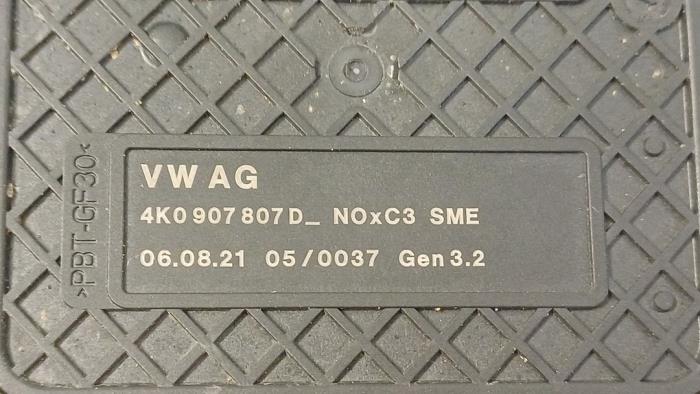 VW AG
4K0 907 807 D_ NOxC3 SME
06.08.21 05/0037 Gen 3.2
>PBT-GF30<